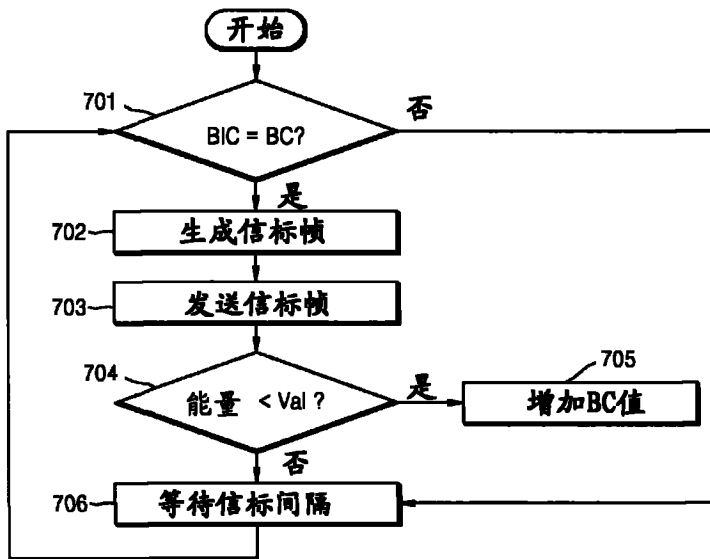 开始
701
BIC = BC?
否
是
702
生成信标帧
703
发送信标帧
704
能量 < Val ?
是
705
增加BC值
否
706
等待信标间隔